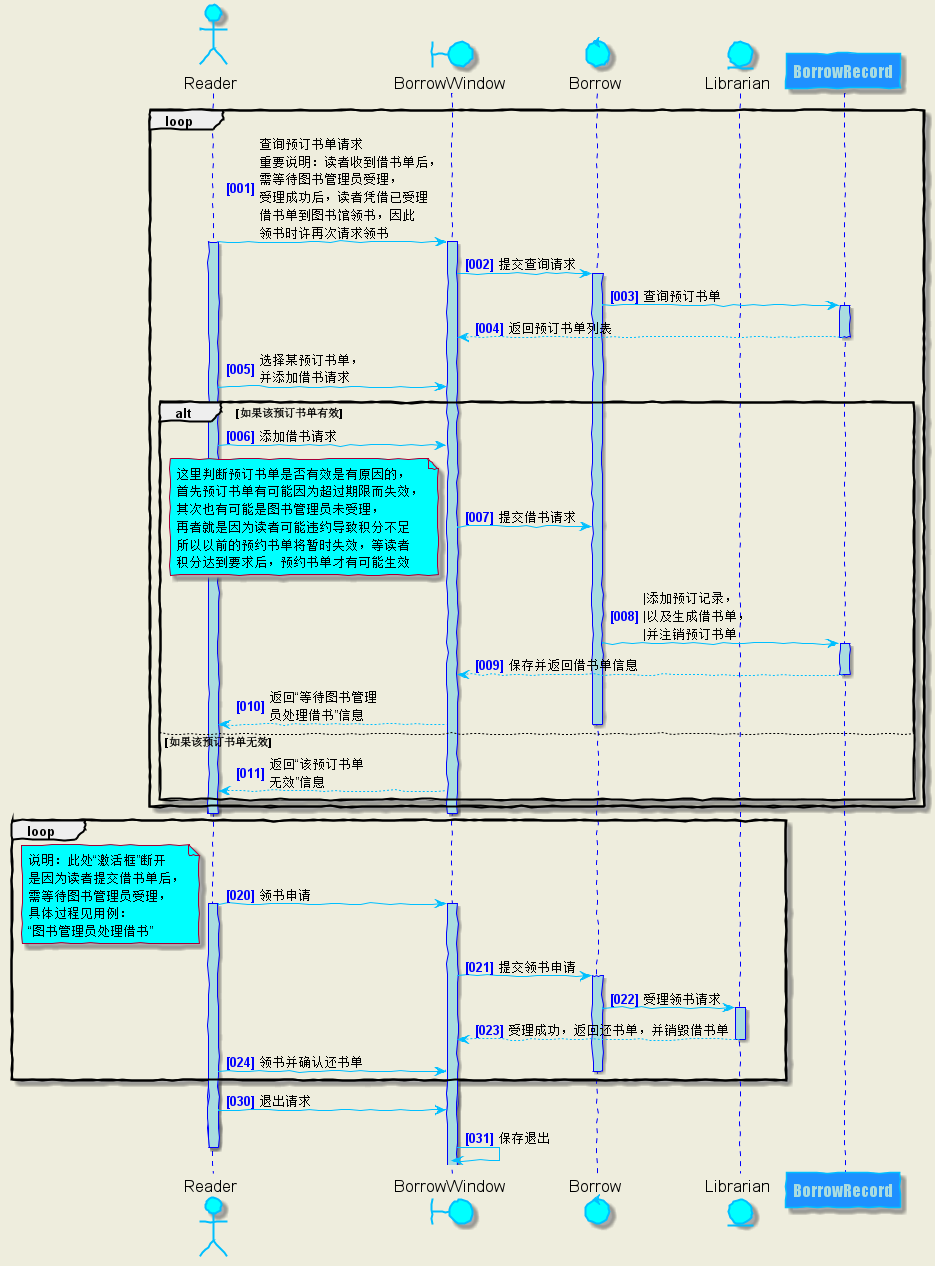 Reader
BorrowWindow
Borrow
Librarian
BorrowRecord
loop
查询预订书单请求
重要说明：读者收到借书单后，
需等待图书管理员受理，
[001]
受理成功后，读者凭借已受理
借书单到图书馆领书，因此
领书时许再次请求领书
[002] 提交查询请求
[003] 查询预订书单
[004] 返回预订书单列表
选择某预订书单，
[005]
并添加借书请求
alt
[如果该预订书单有效]
[006] 添加借书请求
这里判断预订书单是否有效是有原因的，
首先预订书单有可能因为超过期限而失效，
其次也有可能是图书管理员未受理，
再者就是因为读者可能违约导致积分不足
所以以前的预约书单将暂时失效，等读者
积分达到要求后，预约书单才有可能生效
[007] 提交借书请求
|添加预订记录，
[008] |以及生成借书单，
|并注销预订书单
[009] 保存并返回借书单信息
返回“等待图书管理
[010]
员处理借书”信息
[如果该预订书单无效]
返回“该预订书单
[011]
无效”信息
loop
说明：此处“激活框”断开
是因为读者提交借书单后，
需等待图书管理员受理，
具体过程见用例：
“图书管理员处理借书”
[020] 领书申请
[021] 提交领书申请
[022] 受理领书请求
[023] 受理成功，返回还书单，并销毁借书单
[024] 领书并确认还书单
[030] 退出请求
[031] 保存退出
Reader
BorrowWindow
Borrow
Librarian
BorrowRecord